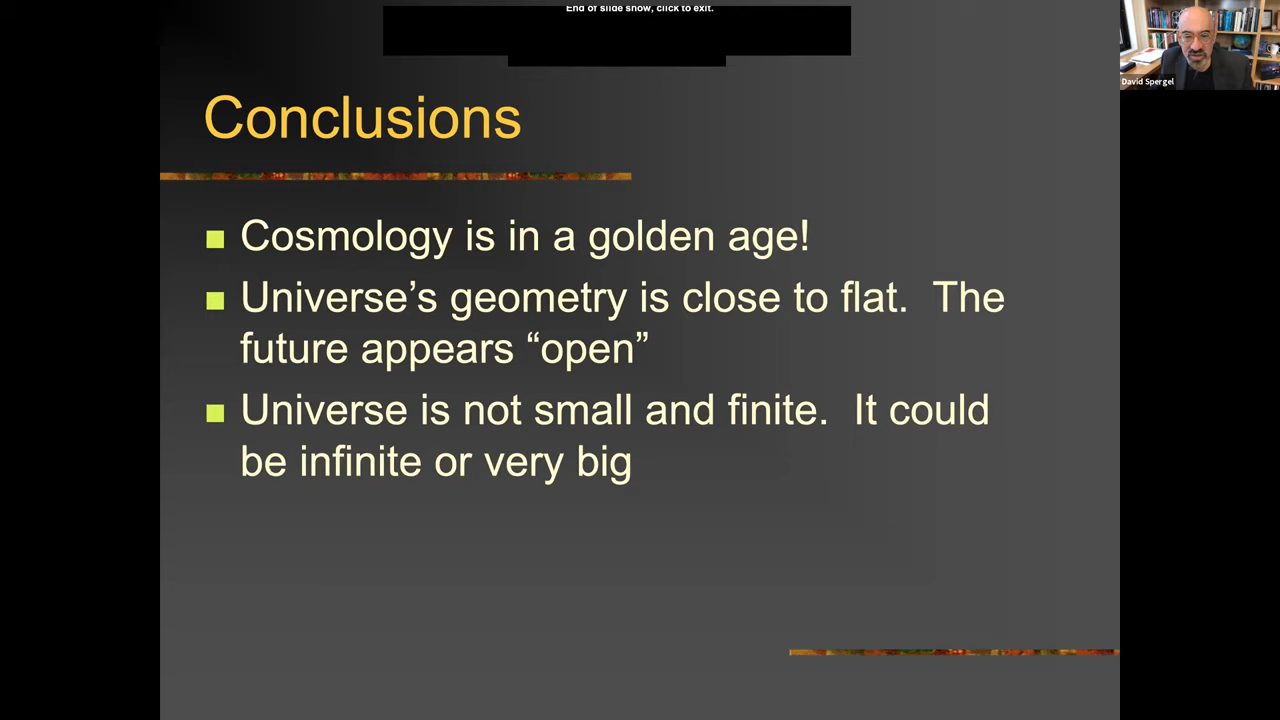 End of slide show, click to exit.
David Spergel
Conclusions
Cosmology is in a golden age!
Universe’s geometry is close to flat.  The
future appears “open”
Universe is not small and finite.  It could
be infinite or very big